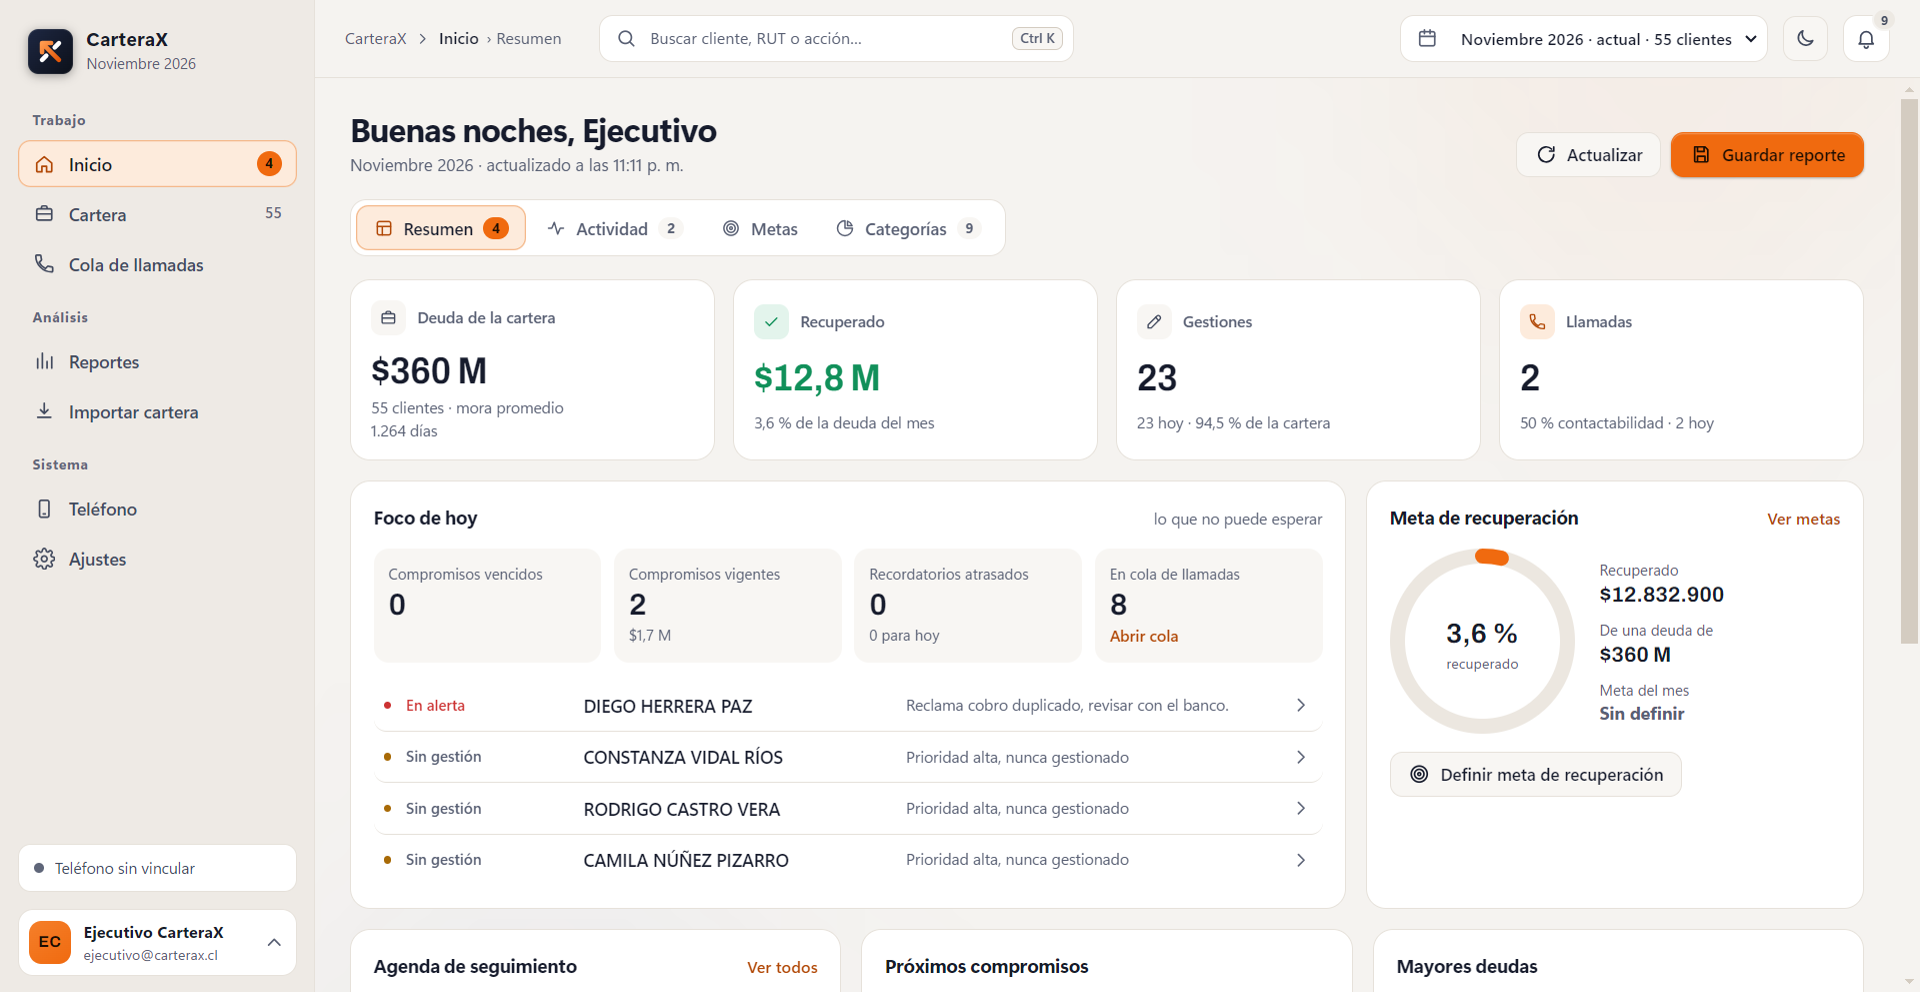 CarteraX
Noviembre 2026
Trabajo
Inicio 4
Cartera 55
Cola de llamadas
Análisis
Reportes
Importar cartera
Sistema
Teléfono
Ajustes
Teléfono sin vincular
EC
Ejecutivo CarteraX
ejecutivo@carterax.cl
CarteraX > Inicio › Resumen
Buscar cliente, RUT o acción... Ctrl K
Noviembre 2026 · actual · 55 clientes
9
Buenas noches, Ejecutivo
Noviembre 2026 · actualizado a las 11:11 p. m.
Actualizar
Guardar reporte
Resumen 4
Actividad 2
Metas
Categorías 9
Deuda de la cartera
$360 M
55 clientes · mora promedio
1.264 días
Recuperado
$12,8 M
3,6 % de la deuda del mes
Gestiones
23
23 hoy · 94,5 % de la cartera
Llamadas
2
50 % contactabilidad · 2 hoy
Foco de hoy
lo que no puede esperar
Compromisos vencidos
0
Compromisos vigentes
2
$1,7 M
Recordatorios atrasados
0
0 para hoy
En cola de llamadas
8
Abrir cola
En alerta DIEGO HERRERA PAZ Reclama cobro duplicado, revisar con el banco.
Sin gestión CONSTANZA VIDAL RÍOS Prioridad alta, nunca gestionado
Sin gestión RODRIGO CASTRO VERA Prioridad alta, nunca gestionado
Sin gestión CAMILA NÚÑEZ PIZARRO Prioridad alta, nunca gestionado
Meta de recuperación
Ver metas
3,6 %
recuperado
Recuperado
$12.832.900
De una deuda de
$360 M
Meta del mes
Sin definir
Definir meta de recuperación
Agenda de seguimiento
Ver todos
Próximos compromisos
Mayores deudas